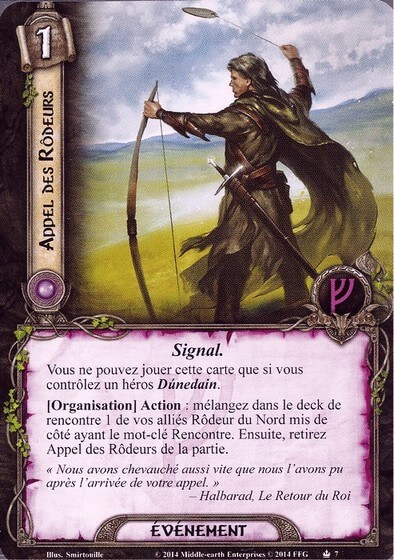 1
APPEL DES RÔDEURS
Signal.
Vous ne pouvez jouer cette carte que si vous
contrôlez un héros Dúnedain.
[Organisation] Action : mélangez dans le deck de
rencontre 1 de vos alliés Rôdeur du Nord mis de
côté ayant le mot-clé Rencontre. Ensuite, retirez
Appel des Rôdeurs de la partie.
« Nous avons chevauché aussi vite que nous l'avons pu
après l'arrivée de votre appel. »
– Halbarad, Le Retour du Roi
ÉVÉNEMENT
Illus. Smirtouille © 2014 Middle-earth Enterprises © 2014 FFG 7